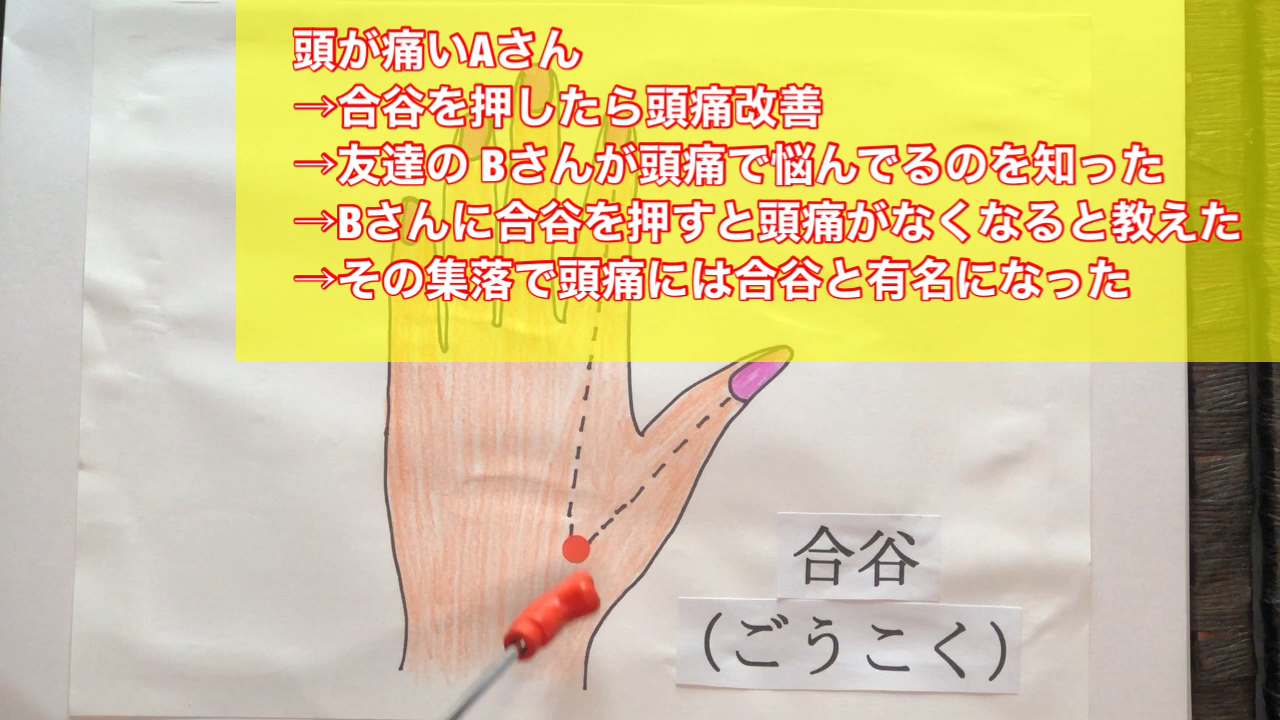 頭が痛いAさん
→合谷を押したら頭痛改善
→友達の Bさんが頭痛で悩んでるのを知った
→Bさんに合谷を押すと頭痛がなくなると教えた
→その集落で頭痛には合谷と有名になった
合谷
(ごうこく)